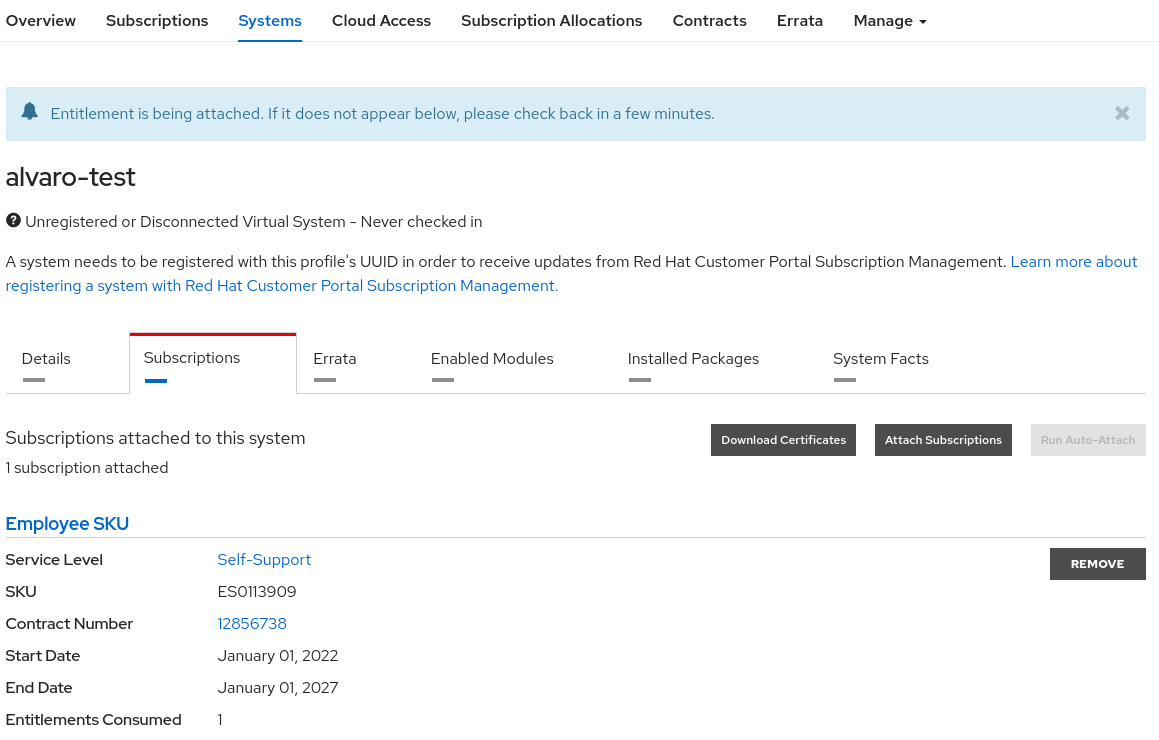 Overview Subscriptions Systems Cloud Access Subscription Allocations Contracts Errata Manage
Entitlement is being attached. If it does not appear below, please check back in a few minutes.
alvaro-test
Unregistered or Disconnected Virtual System - Never checked in
A system needs to be registered with this profile's UUID in order to receive updates from Red Hat Customer Portal Subscription Management. Learn more about
registering a system with Red Hat Customer Portal Subscription Management.
Details Subscriptions Errata Enabled Modules Installed Packages System Facts
Subscriptions attached to this system
Download Certificates Attach Subscriptions Run Auto-Attach
1 subscription attached
Employee SKU
Service Level Self-Support
REMOVE
SKU ES0113909
Contract Number 12856738
Start Date January 01, 2022
End Date January 01, 2027
Entitlements Consumed 1